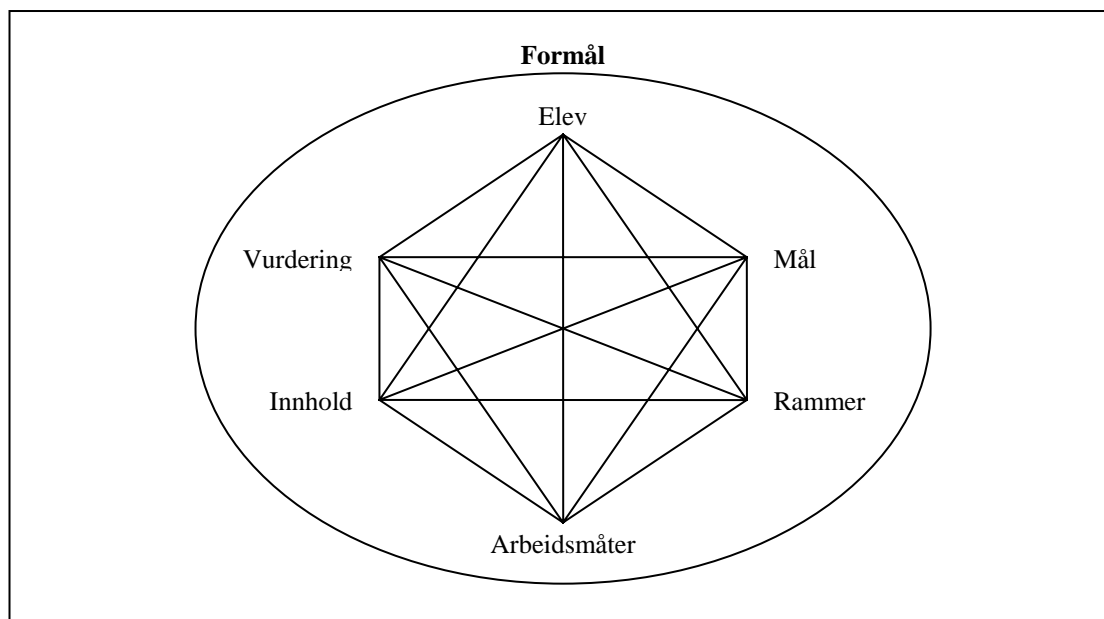 Formål
Elev
Vurdering
Mål
Innhold
Rammer
Arbeidsmåter